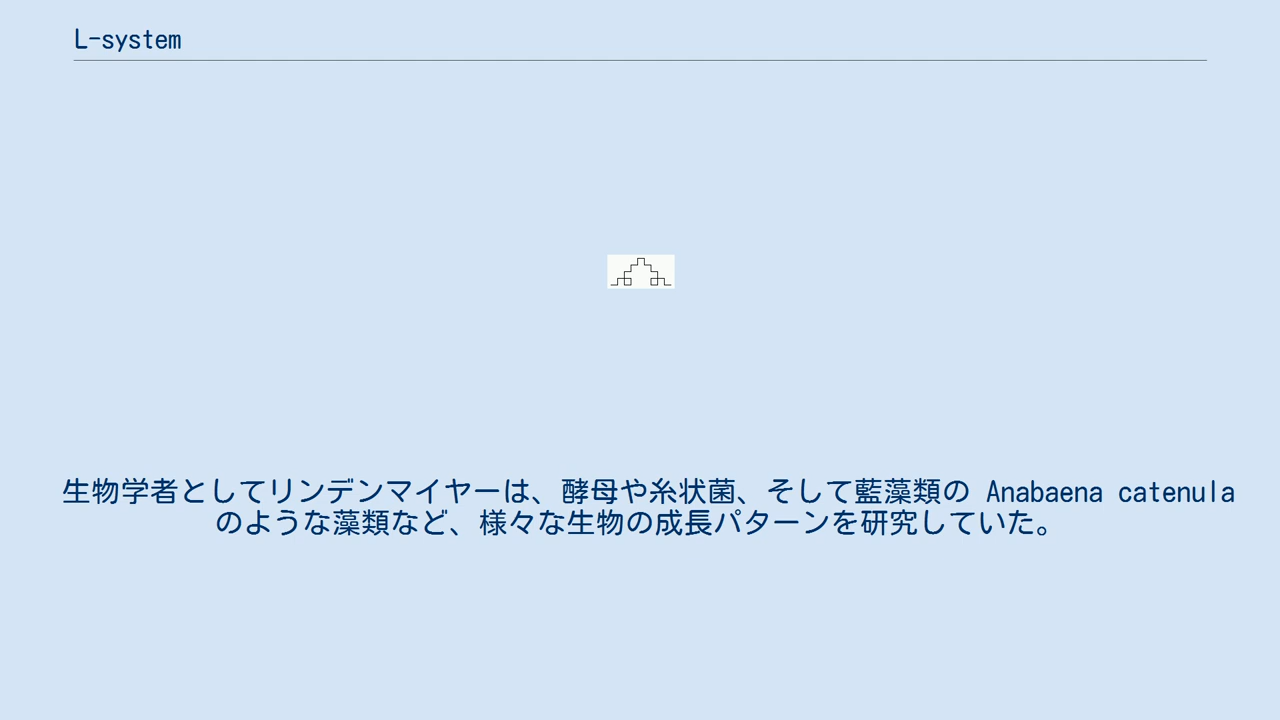 L-system
生物学者としてリンデンマイヤーは、酵母や糸状菌、そして藍藻類の Anabaena catenula
のような藻類など、様々な生物の成長パターンを研究していた。